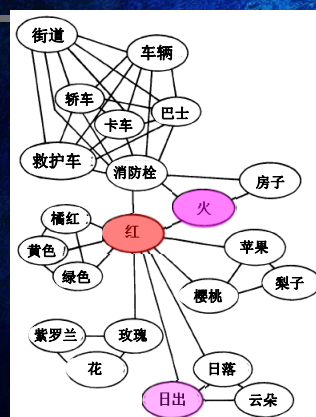 街道
车辆
轿车
卡车
巴士
救护车
消防栓
房子
火
橘红
红
黄色
苹果
绿色
樱桃
梨子
紫罗兰
玫瑰
花
日落
日出
云朵